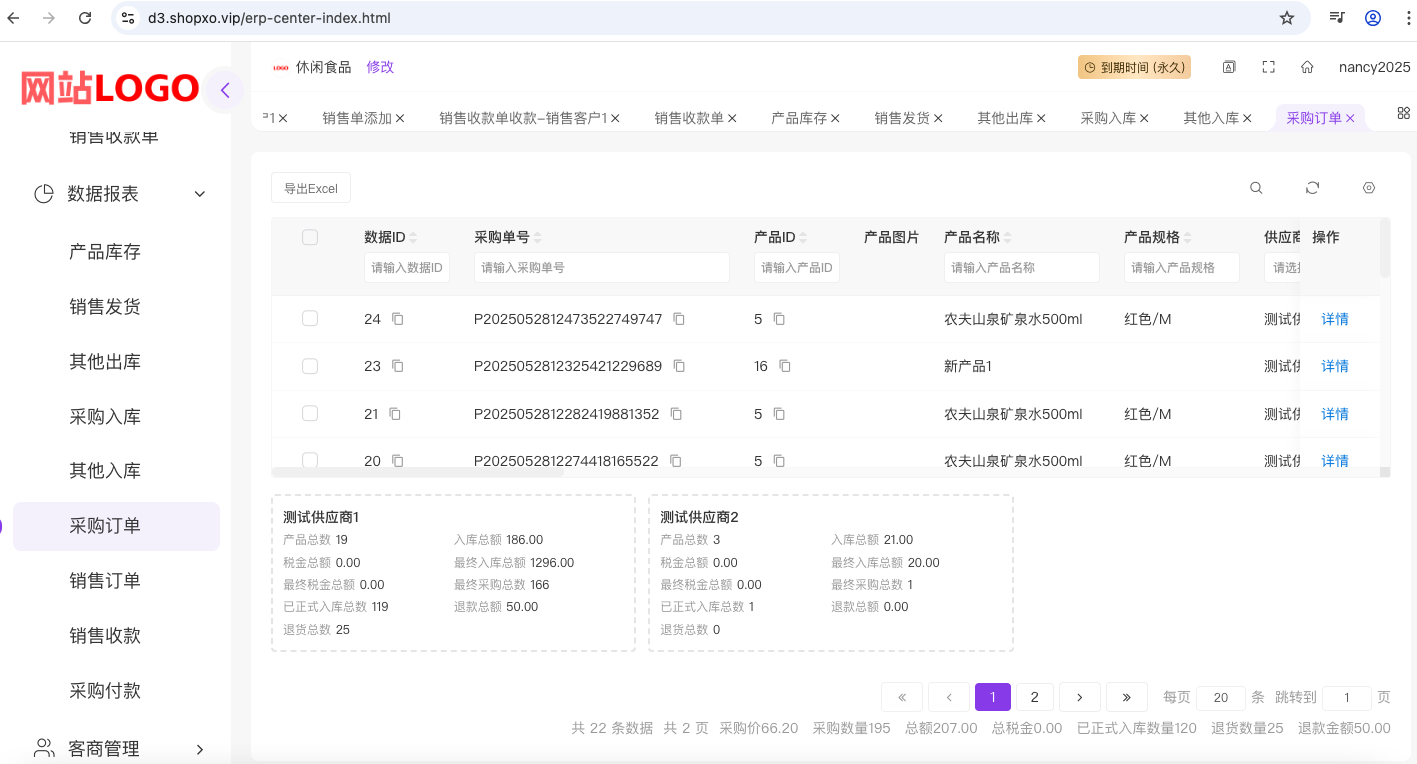 d3.shopxo.vip/erp-center-index.html
网站LOGO
LOGO 休闲食品 修改
到期时间 (永久)
nancy2025
户1× 销售单添加× 销售收款单收款-销售客户1× 销售收款单× 产品库存× 销售发货× 其他出库× 采购入库× 其他入库× 采购订单×
销售收款单
数据报表
产品库存
销售发货
其他出库
采购入库
其他入库
采购订单
销售订单
销售收款
采购付款
客商管理
导出Excel
数据ID 采购单号 产品ID 产品图片 产品名称 产品规格 供应商 操作
请输入数据ID 请输入采购单号 请输入产品ID 请输入产品名称 请输入产品规格 请选择
24 P2025052812473522749747 5 农夫山泉矿泉水500ml 红色/M 测试供 详情
23 P2025052812325421229689 16 新产品1 测试供 详情
21 P2025052812282419881352 5 农夫山泉矿泉水500ml 红色/M 测试供 详情
20 P2025052812274418165522 5 农夫山泉矿泉水500ml 红色/M 测试供 详情
测试供应商1
产品总数 19 入库总额 186.00
税金总额 0.00 最终入库总额 1296.00
最终税金总额 0.00 最终采购总数 166
已正式入库总数 119 退款总额 50.00
退货总数 25
测试供应商2
产品总数 3 入库总额 21.00
税金总额 0.00 最终入库总额 20.00
最终税金总额 0.00 最终采购总数 1
已正式入库总数 1 退款总额 0.00
退货总数 0
« ‹ 1 2 › » 每页 20 条 跳转到 1 页
共 22 条数据 共 2 页 采购价66.20 采购数量195 总额207.00 总税金0.00 已正式入库数量120 退货数量25 退款金额50.00